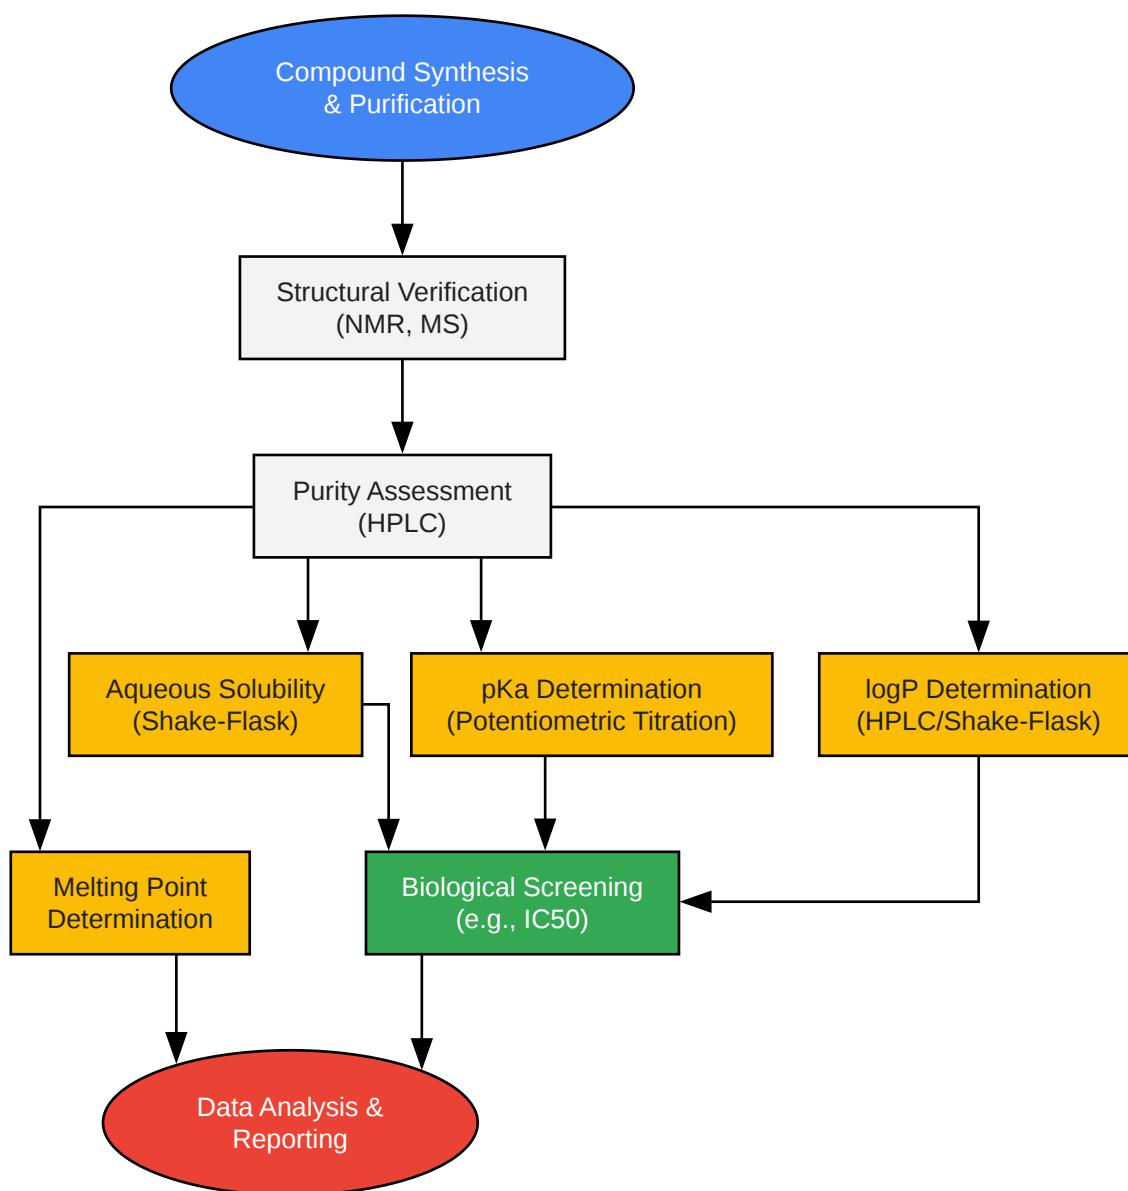 Compound Synthesis
& Purification
Structural Verification
(NMR, MS)
Purity Assessment
(HPLC)
Aqueous Solubility
(Shake-Flask)
pKa Determination
(Potentiometric Titration)
logP Determination
(HPLC/Shake-Flask)
Melting Point
Determination
Biological Screening
(e.g., IC50)
Data Analysis &
Reporting